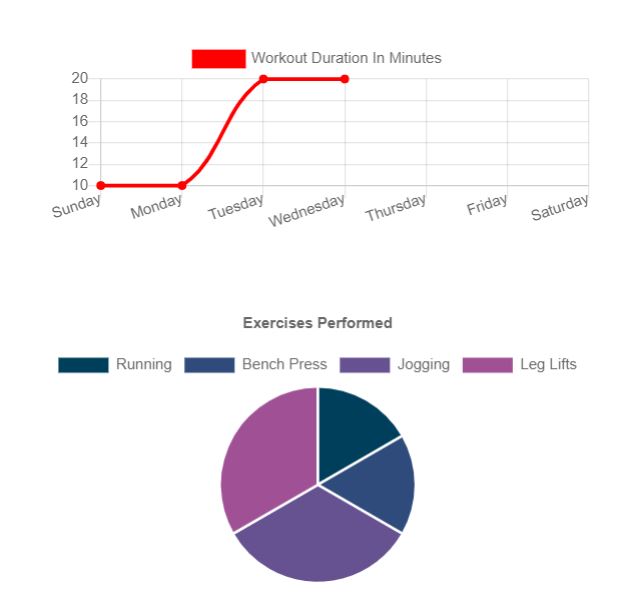 Workout Duration In Minutes
20
18
16
14
12
10
Sunday Monday Tuesday Wednesday Thursday Friday Saturday
Exercises Performed
Running Bench Press Jogging Leg Lifts